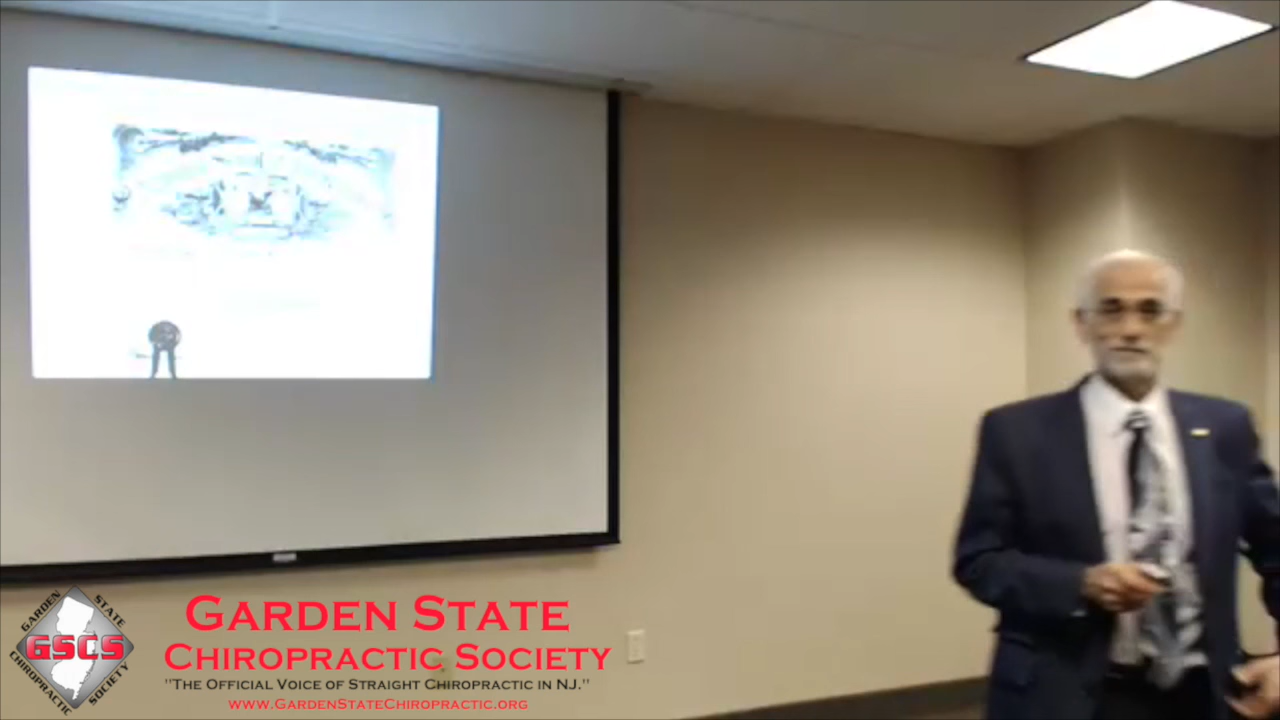 GARDEN STATE
GSCS
CHIROPRACTIC SOCIETY
GARDEN STATE
CHIROPRACTIC SOCIETY
"THE OFFICIAL VOICE OF STRAIGHT CHIROPRACTIC IN NJ."
WWW.GARDENSTATECHIROPRACTIC.ORG